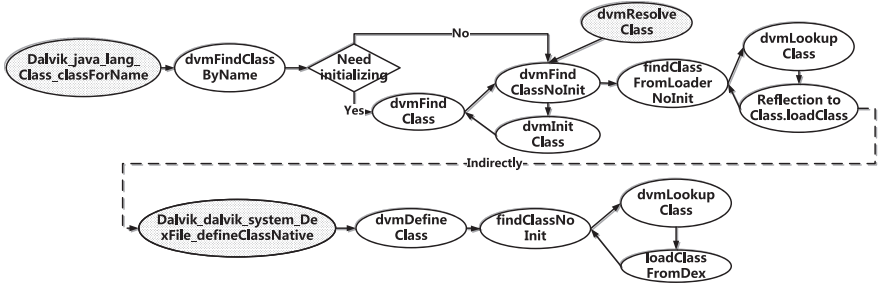 Dalvik_java_lang_
Class_classForName
dvmFindClass
ByName
Need
initializing
No
Yes
dvmFind
Class
dvmResolve
Class
dvmFind
ClassNoInit
dvmInit
Class
findClass
FromLoader
NoInit
dvmLookup
Class
Reflection to
Class.loadClass
Indirectly
Dalvik_dalvik_system_De
xFile_defineClassNative
dvmDefine
Class
findClassNo
Init
dvmLookup
Class
loadClass
FromDex